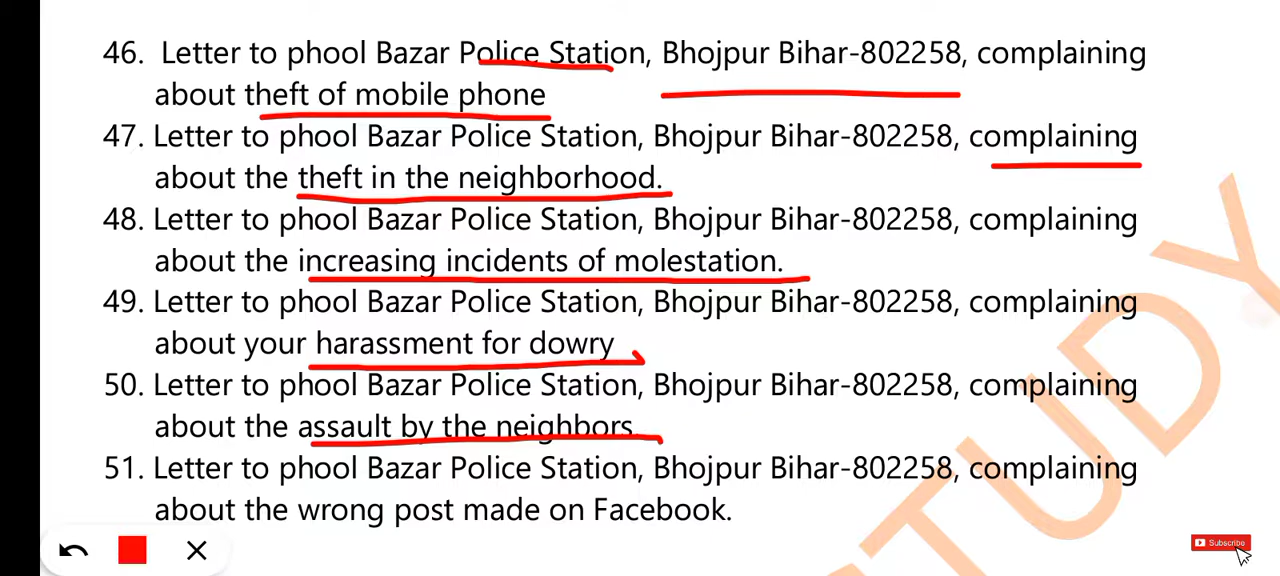 46. Letter to phool Bazar Police Station, Bhojpur Bihar-802258, complaining
about theft of mobile phone
47. Letter to phool Bazar Police Station, Bhojpur Bihar-802258, complaining
about the theft in the neighborhood.
48. Letter to phool Bazar Police Station, Bhojpur Bihar-802258, complaining
about the increasing incidents of molestation.
49. Letter to phool Bazar Police Station, Bhojpur Bihar-802258, complaining
about your harassment for dowry
50. Letter to phool Bazar Police Station, Bhojpur Bihar-802258, complaining
about the assault by the neighbors.
51. Letter to phool Bazar Police Station, Bhojpur Bihar-802258, complaining
about the wrong post made on Facebook.
TUDY
Subscribe